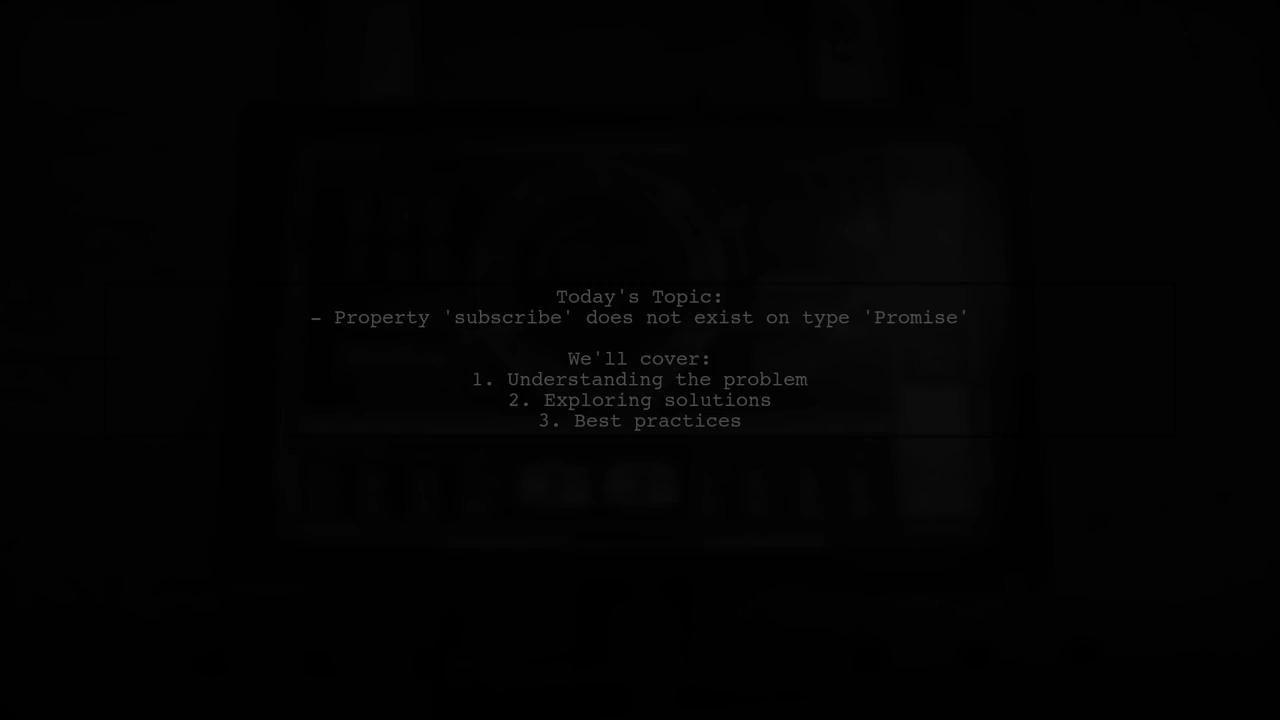 Today's Topic:
- Property 'subscribe' does not exist on type 'Promise'
We'll cover:
1. Understanding the problem
2. Exploring solutions
3. Best practices